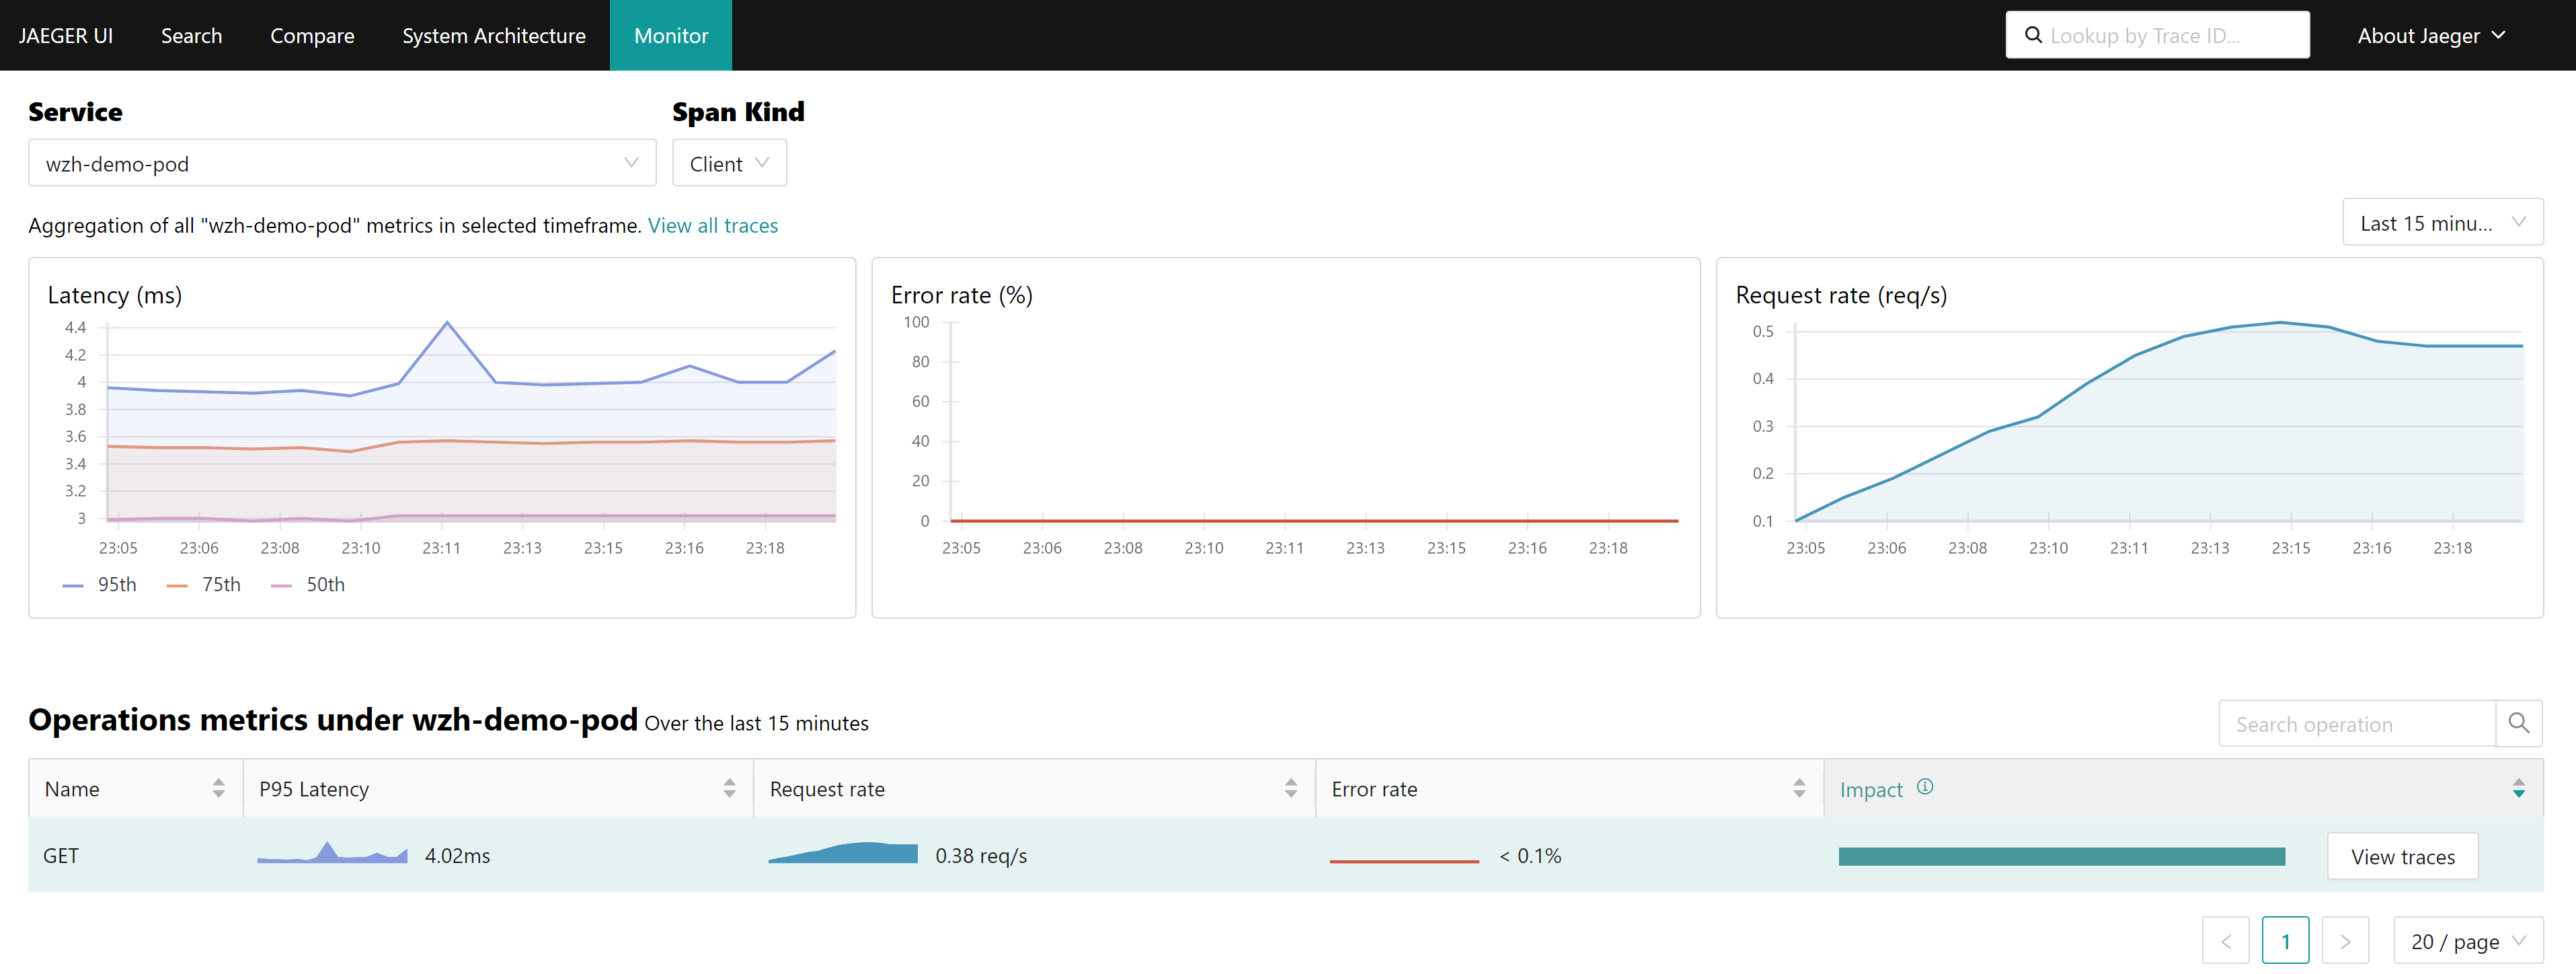 JAEGER UI Search Compare System Architecture Monitor Lookup by Trace ID... About Jaeger
Service Span Kind
wzh-demo-pod Client
Aggregation of all "wzh-demo-pod" metrics in selected timeframe. View all traces Last 15 minu...
Latency (ms)
4.4
4.2
4
3.8
3.6
3.4
3.2
3
23:05 23:06 23:08 23:10 23:11 23:13 23:15 23:16 23:18
95th 75th 50th
Error rate (%)
100
80
60
40
20
0
23:05 23:06 23:08 23:10 23:11 23:13 23:15 23:16 23:18
Request rate (req/s)
0.5
0.4
0.3
0.2
0.1
23:05 23:06 23:08 23:10 23:11 23:13 23:15 23:16 23:18
Operations metrics under wzh-demo-pod Over the last 15 minutes Search operation
Name P95 Latency Request rate Error rate Impact
GET 4.02ms 0.38 req/s < 0.1% View traces
< 1 > 20 / page